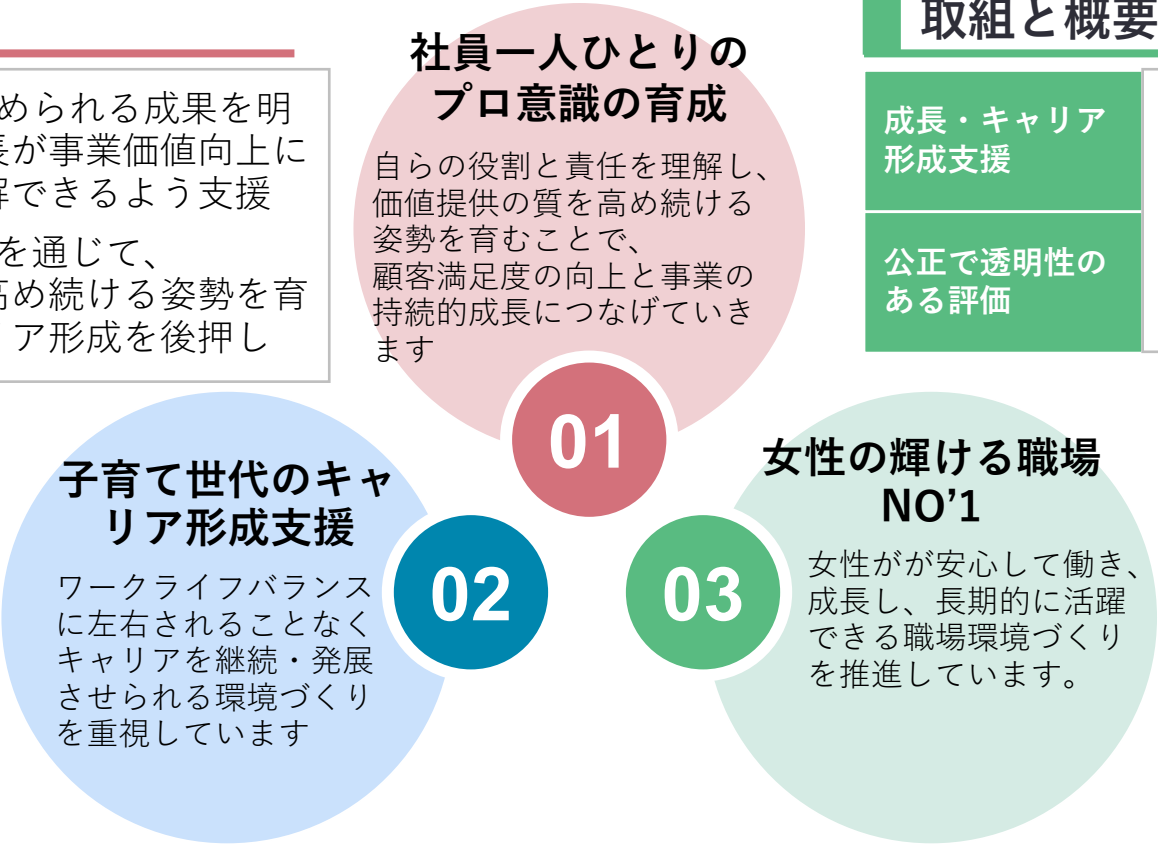 められる成果を明
長が事業価値向上に
解できるよう支援
を通じて、
高め続ける姿勢を育
ア形成を後押し
社員一人ひとりの
プロ意識の育成
自らの役割と責任を理解し、
価値提供の質を高め続ける
姿勢を育むことで、
顧客満足度の向上と事業の
持続的成長につなげていき
ます
取組と概要
成長・キャリア
形成支援
公正で透明性の
ある評価
01
子育て世代のキャ
リア形成支援
ワークライフバランス
に左右されることなく
キャリアを継続・発展
させられる環境づくり
を重視しています
02
03
女性の輝ける職場
NO’1
女性がが安心して働き、
成長し、長期的に活躍
できる職場環境づくり
を推進しています。